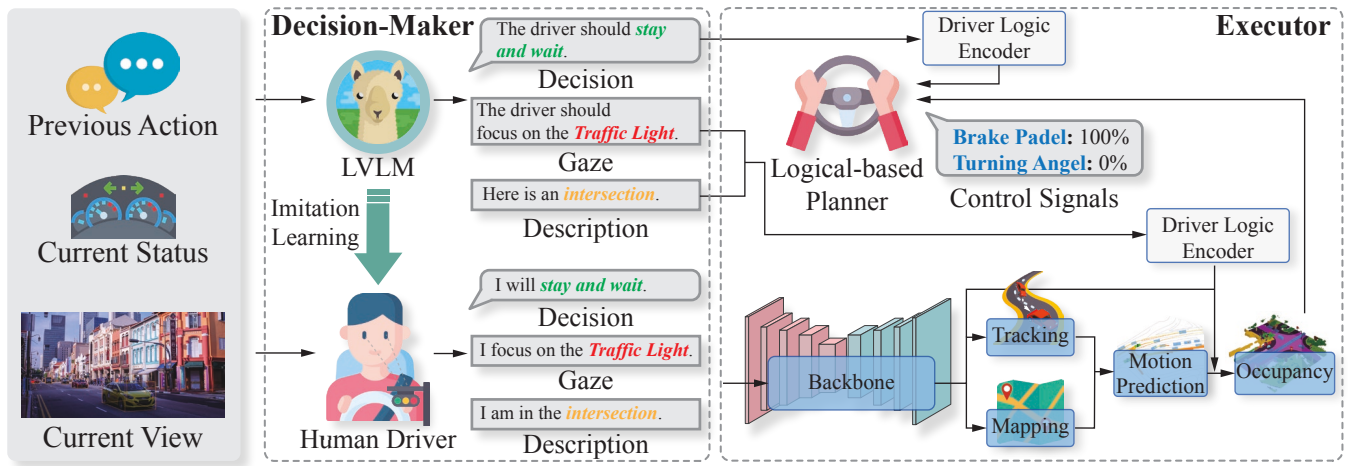 Previous Action
Current Status
Current View
Decision-Maker
The driver should stay
and wait.
Decision
LVLM
The driver should
focus on the Traffic Light.
Gaze
Here is an intersection.
Description
Imitation
Learning
I will stay and wait.
Decision
I focus on the Traffic Light.
Gaze
I am in the intersection.
Description
Human Driver
Executor
Driver Logic
Encoder
Logical-based
Planner
Brake Padel: 100%
Turning Angel: 0%
Control Signals
Driver Logic
Encoder
Backbone
Tracking
Mapping
Motion
Prediction
Occupancy